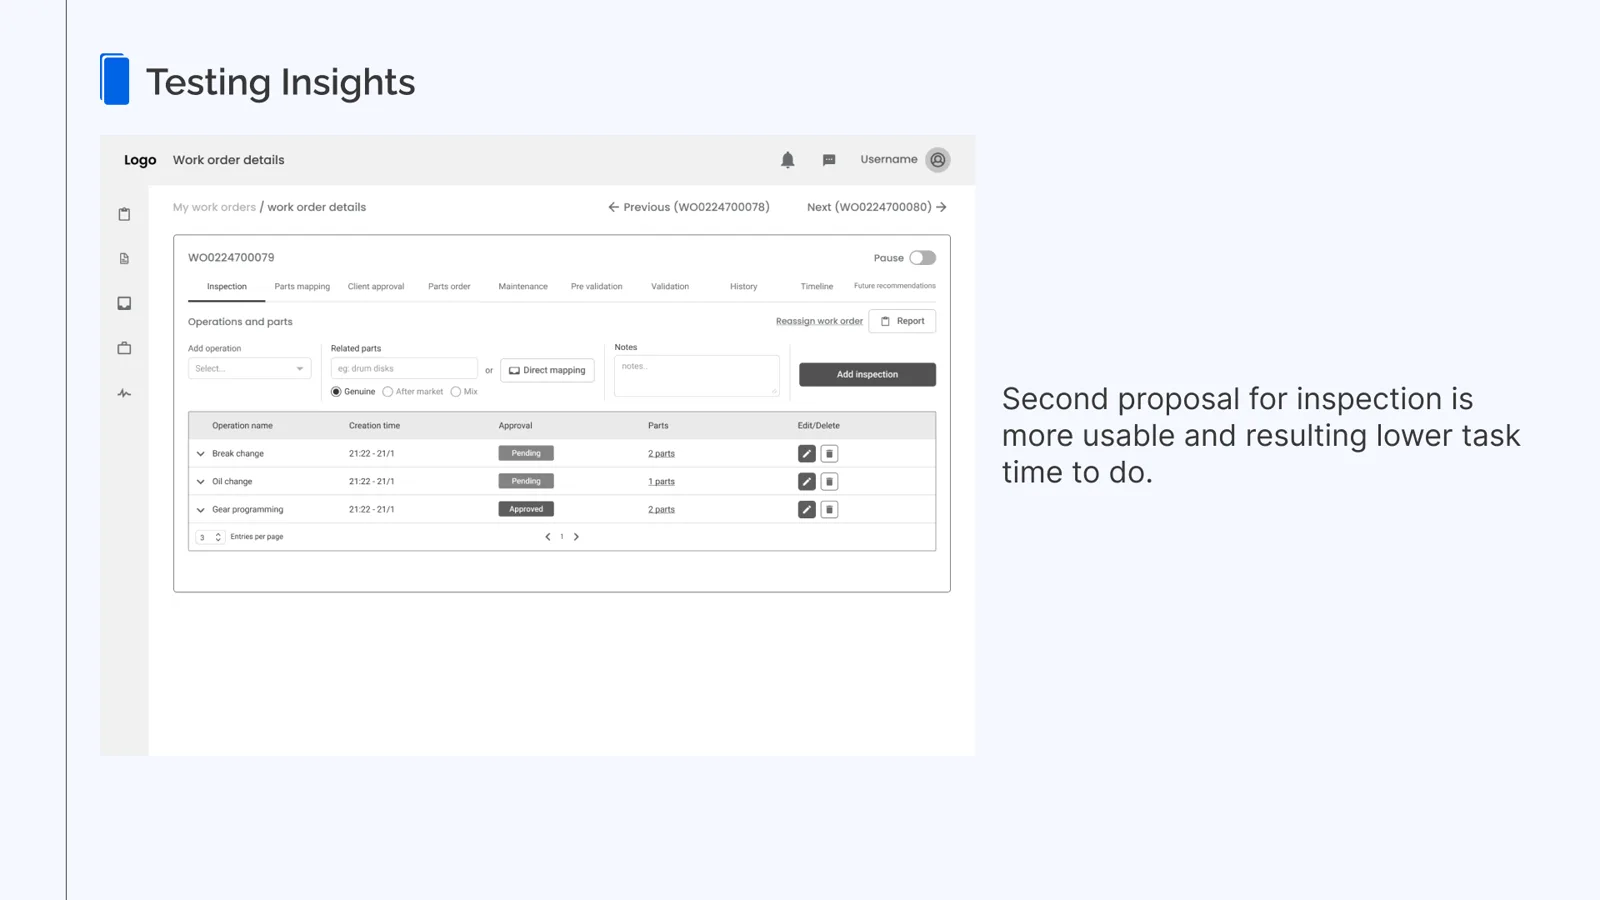 Testing Insights
Logo Work order details Username
My work orders / work order details Previous (WO0224700078) Next (WO0224700080)
WO0224700079 Pause
Inspection Parts mapping Client approval Parts order Maintenance Pre validation Validation History Timeline Future recommendations
Operations and parts Reassign work order Report
Add operation Related parts Notes
Select... eg: drum disks or Direct mapping notes.. Add inspection
Genuine After market Mix
Operation name Creation time Approval Parts Edit/Delete
Break change 21:22 - 21/1 Pending 2 parts
Oil change 21:22 - 21/1 Pending 1 parts
Gear programming 21:22 - 21/1 Approved 2 parts
3 Entries per page 1
Second proposal for inspection is
more usable and resulting lower task
time to do.